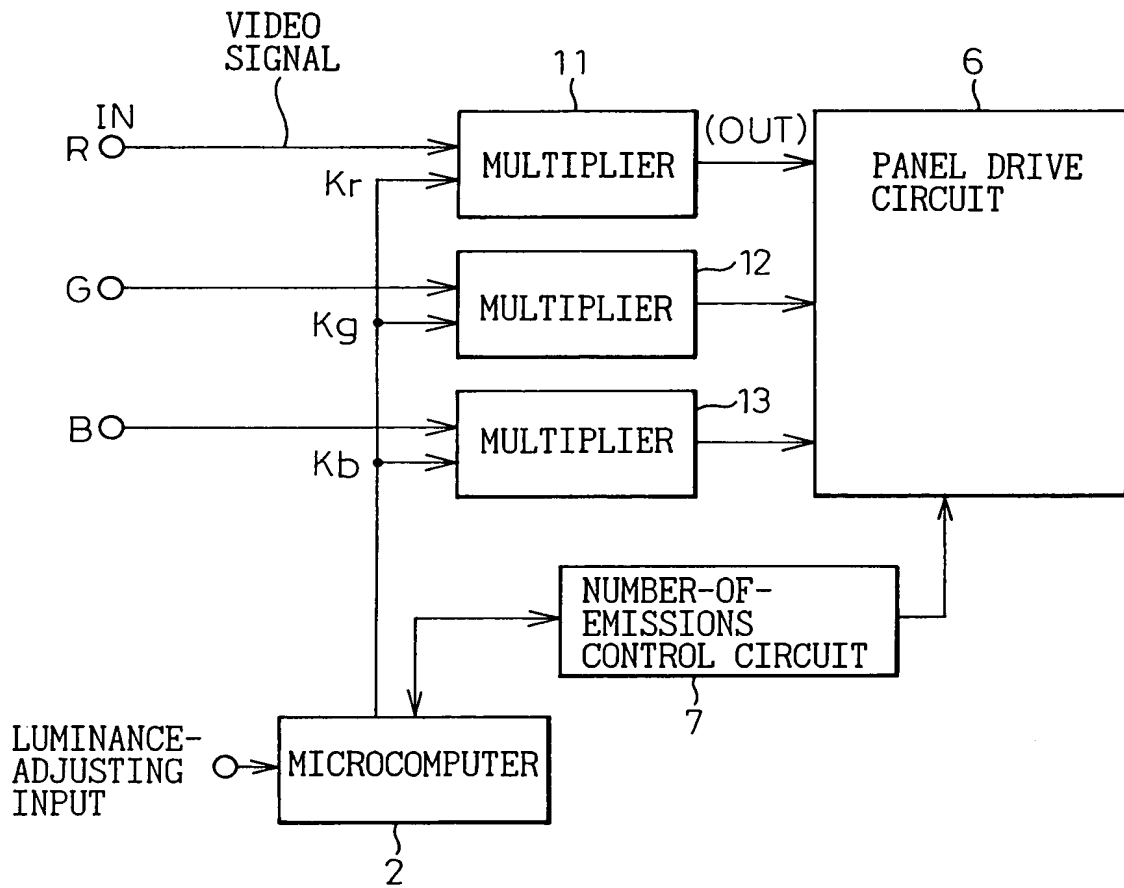 VIDEO
SIGNAL
11
6
IN
R
(OUT)
MULTIPLIER
PANEL DRIVE
CIRCUIT
Kr
12
G
MULTIPLIER
Kg
13
B
MULTIPLIER
Kb
NUMBER-OF-
EMISSIONS
CONTROL CIRCUIT
7
LUMINANCE-
ADJUSTING
INPUT
MICROCOMPUTER
2